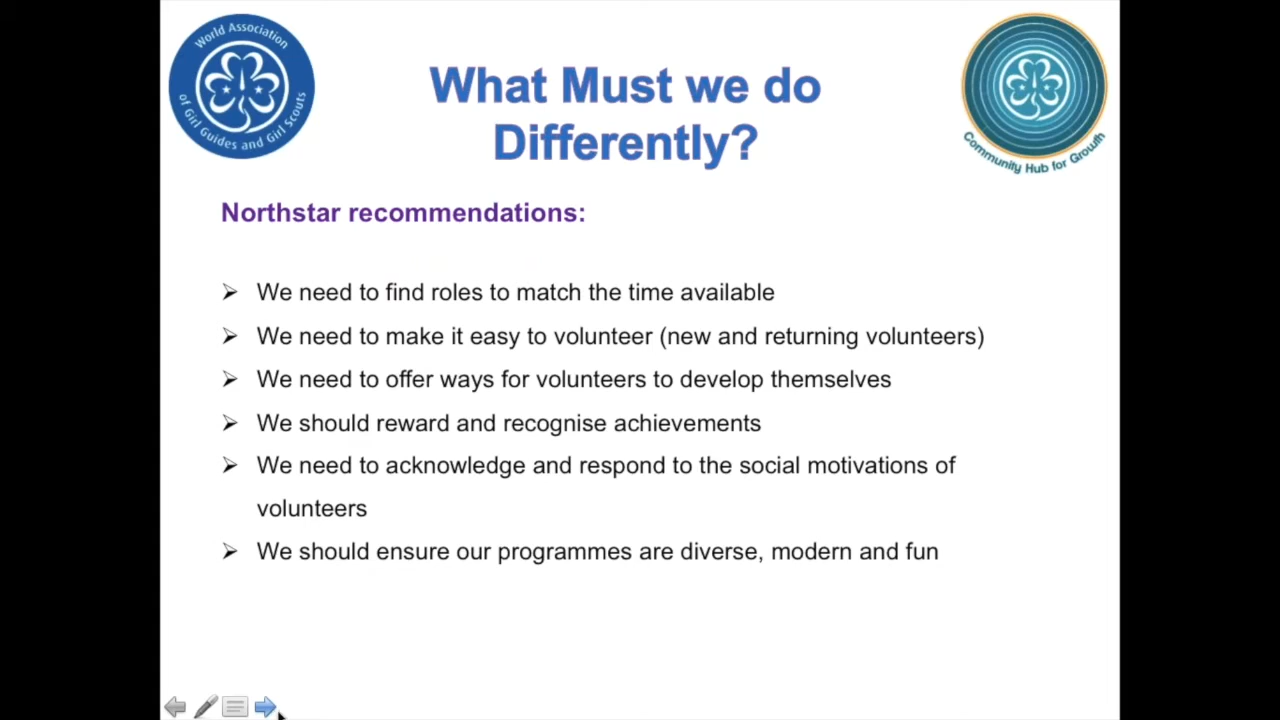 World Association
of Girl Guides and Girl Scouts
Community Hub for Growth
What Must we do
Differently?
Northstar recommendations:
We need to find roles to match the time available
We need to make it easy to volunteer (new and returning volunteers)
We need to offer ways for volunteers to develop themselves
We should reward and recognise achievements
We need to acknowledge and respond to the social motivations of
volunteers
We should ensure our programmes are diverse, modern and fun